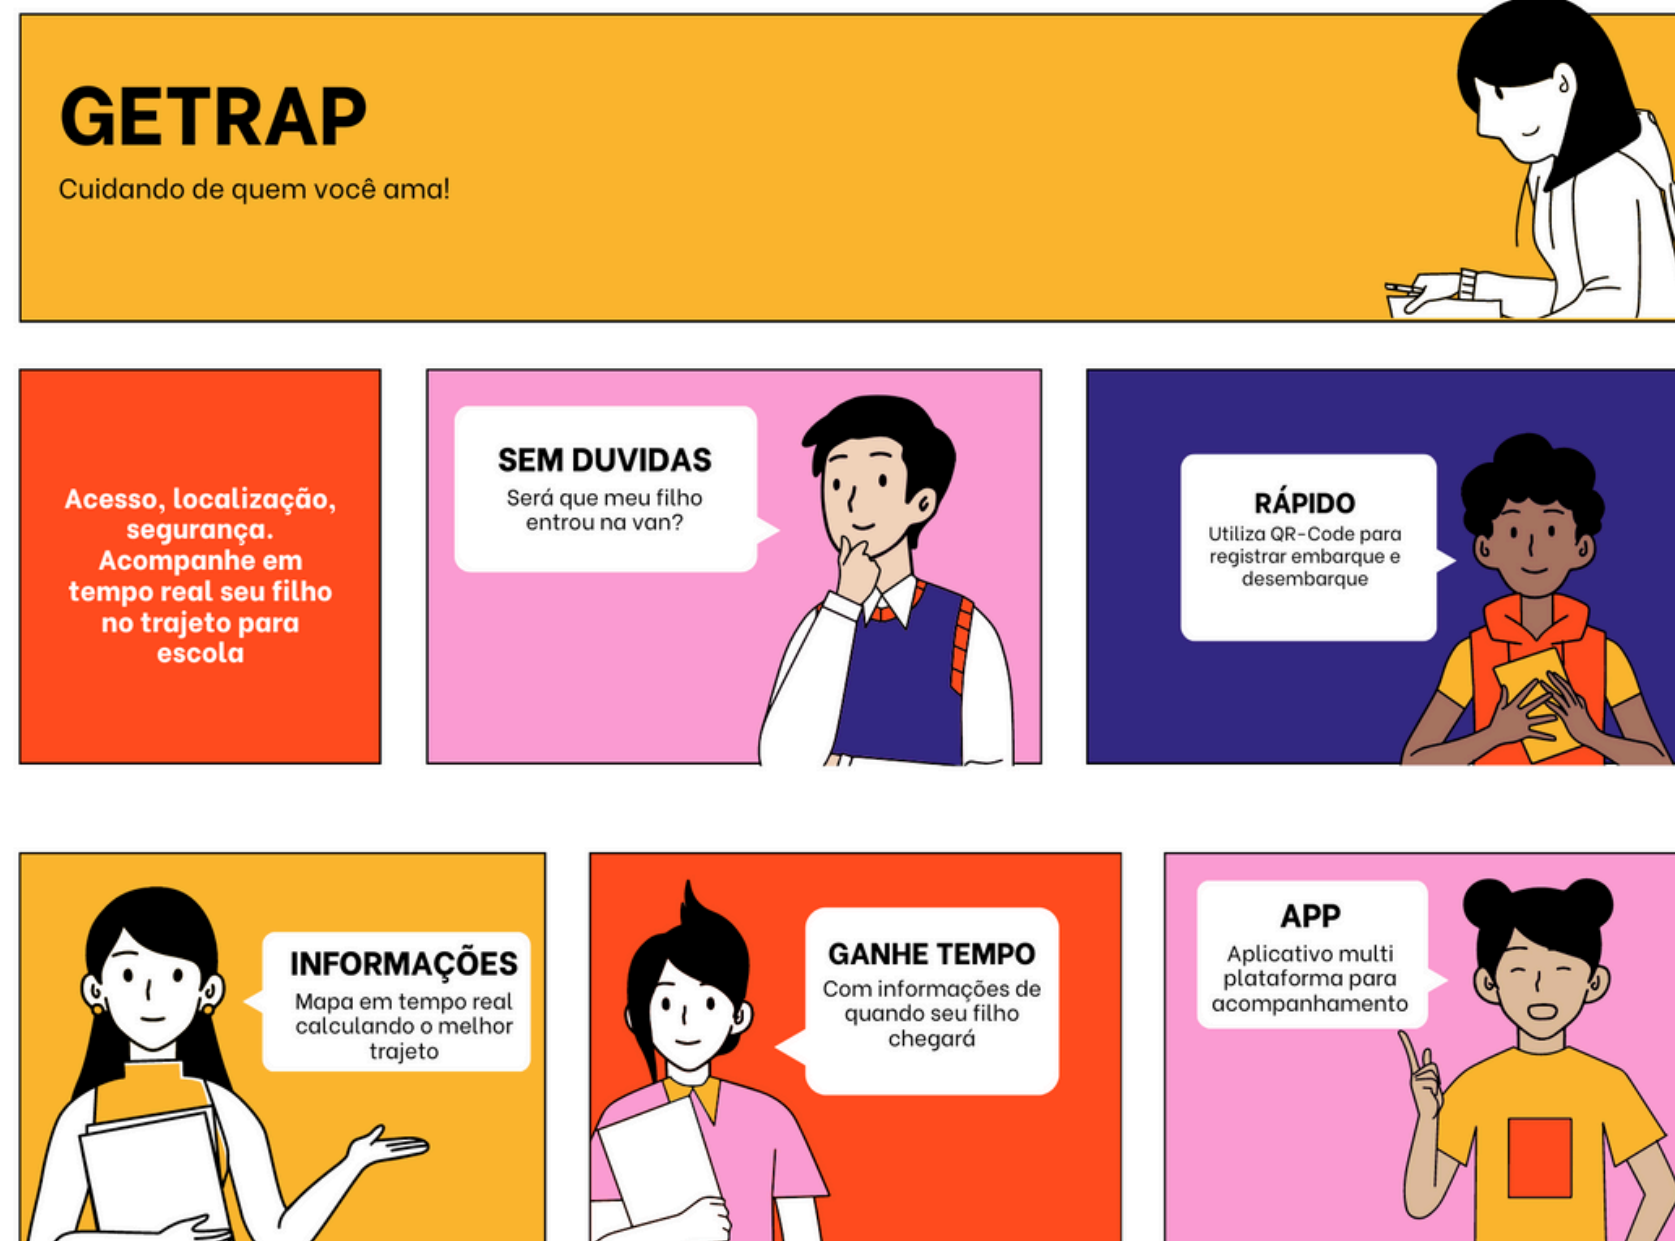 GETRAP
Cuidando de quem você ama!
Acesso, localização,
segurança.
Acompanhe em
tempo real seu filho
no trajeto para
escola
SEM DUVIDAS
Será que meu filho
entrou na van?
RÁPIDO
Utiliza QR-Code para
registrar embarque e
desembarque
INFORMAÇÕES
Mapa em tempo real
calculando o melhor
trajeto
GANHE TEMPO
Com informações de
quando seu filho
chegará
APP
Aplicativo multi
plataforma para
acompanhamento